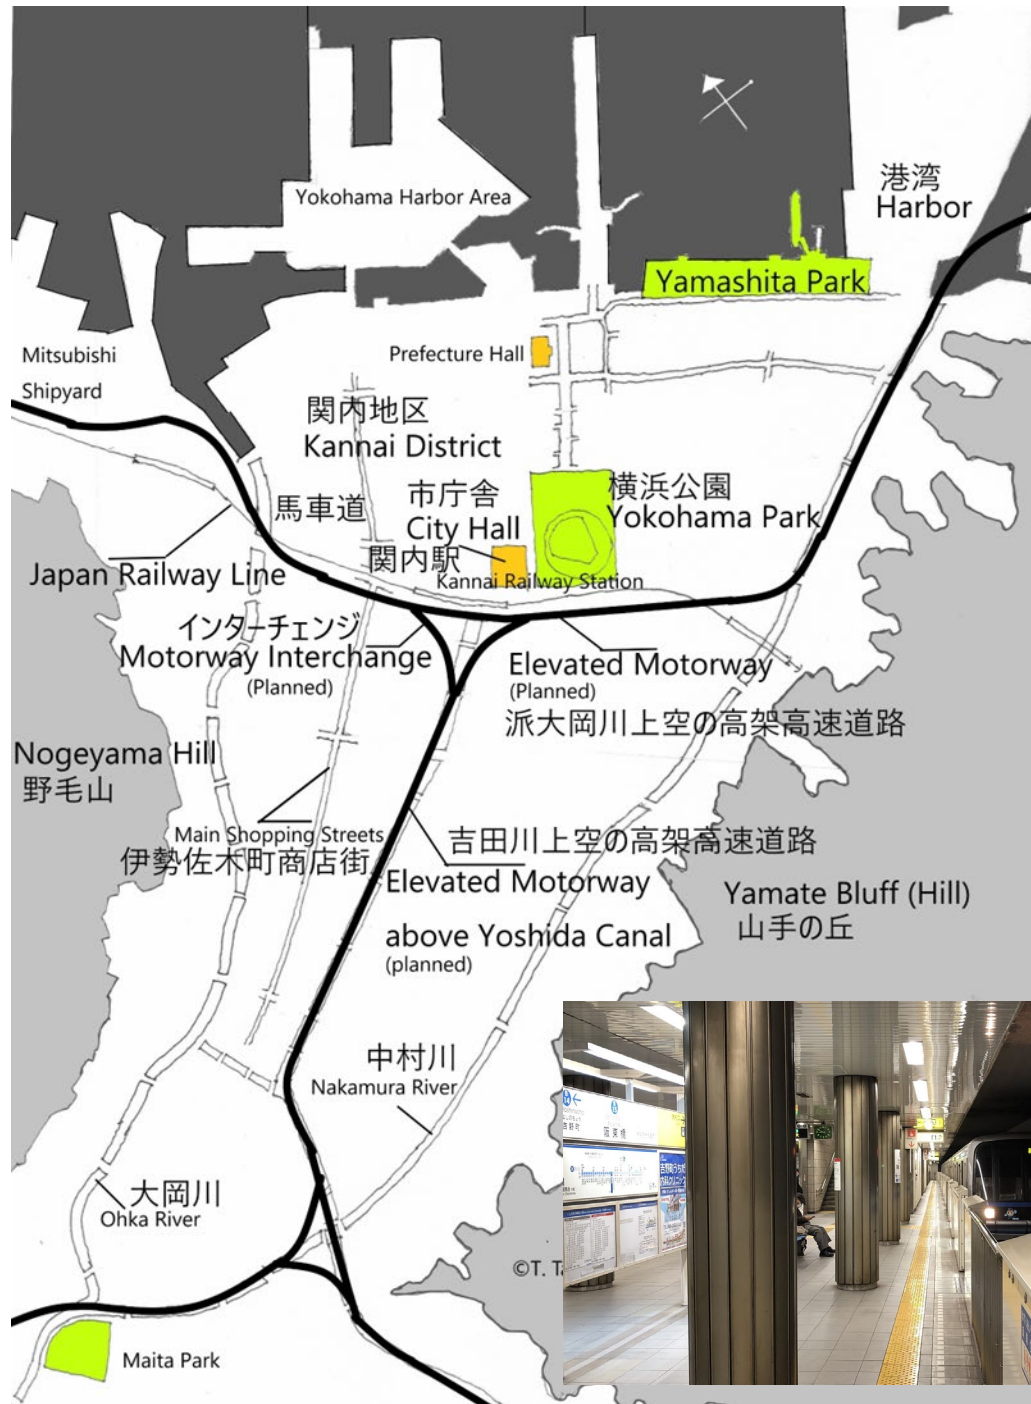 港湾
Harbor
Yokohama Harbor Area
Yamashita Park
Prefecture Hall
Mitsubishi
Shipyard
関内地区
Kannai District
横浜公園
Yokohama Park
市庁舎
City Hall
馬車道
関内駅
Kannai Railway Station
Japan Railway Line
インターチェンジ
Motorway Interchange
(Planned)
Elevated Motorway
(Planned)
派大岡川上空の高架高速道路
Nogeyama Hill
野毛山
Main Shopping Streets
伊勢佐木町商店街
吉田川上空の高架高速道路
Elevated Motorway
above Yoshida Canal
(planned)
Yamate Bluff (Hill)
山手の丘
中村川
Nakamura River
大岡川
Ohka River
©T.
Maita Park
吉野町
阪東橋